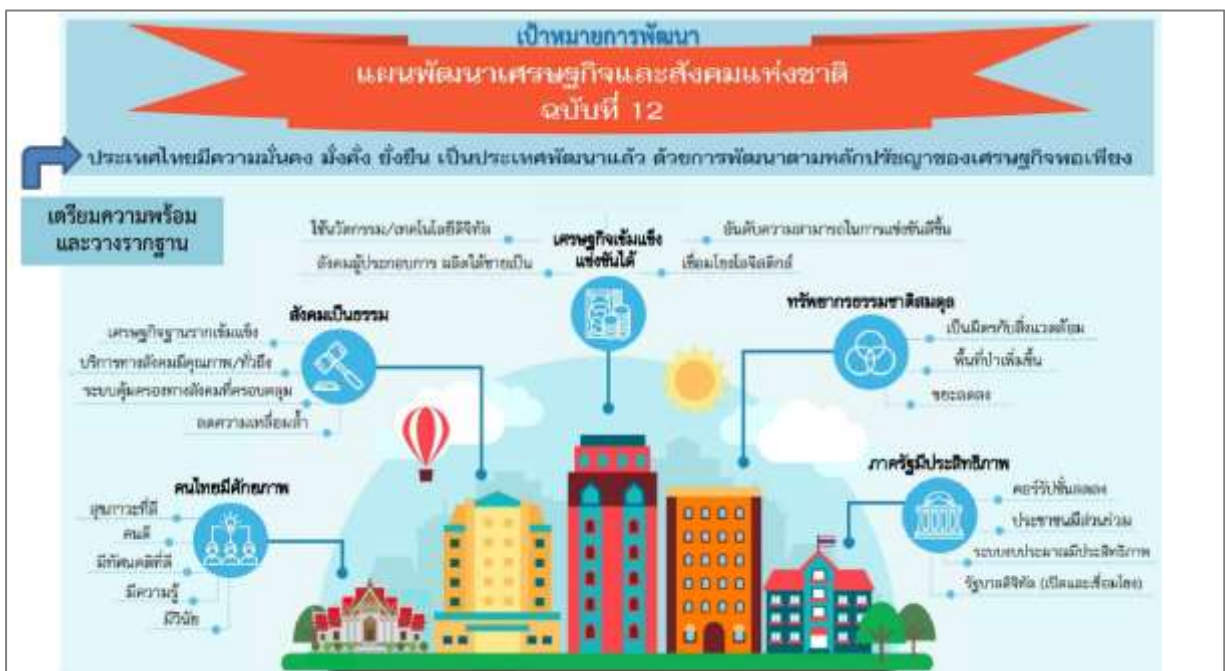 เป้าหมายการพัฒนา
แผนพัฒนาเศรษฐกิจและสังคมแห่งชาติ
ฉบับที่ 12
ประเทศไทยมีความมั่นคง มั่งคั่ง ยั่งยืน เป็นประเทศพัฒนาแล้ว ด้วยการพัฒนาตามหลักปรัชญาของเศรษฐกิจพอเพียง
เตรียมความพร้อม
และวางรากฐาน
เศรษฐกิจเข้มแข็ง
แข่งขันได้
ใช้นวัตกรรม/เทคโนโลยีดิจิทัล
สังคมผู้ประกอบการ ผลิตได้ขายเป็น
อันดับความสามารถในการแข่งขันดีขึ้น
เชื่อมโยงโลจิสติกส์
สังคมเป็นธรรม
เศรษฐกิจฐานรากเข้มแข็ง
บริการทางสังคมมีคุณภาพ/ทั่วถึง
ระบบคุ้มครองทางสังคมที่ครอบคลุม
ลดความเหลื่อมล้ำ
ทรัพยากรธรรมชาติสมดุล
เป็นมิตรกับสิ่งแวดล้อม
พื้นที่ป่าเพิ่มขึ้น
ขยะลดลง
คนไทยมีศักยภาพ
สุขภาวะที่ดี
คนดี
มีทัศนคติที่ดี
มีความรู้
มีวินัย
ภาครัฐมีประสิทธิภาพ
คอร์รัปชั่นลดลง
ประชาชนมีส่วนร่วม
ระบบงบประมาณมีประสิทธิภาพ
รัฐบาลดิจิทัล (เปิดและเชื่อมโยง)